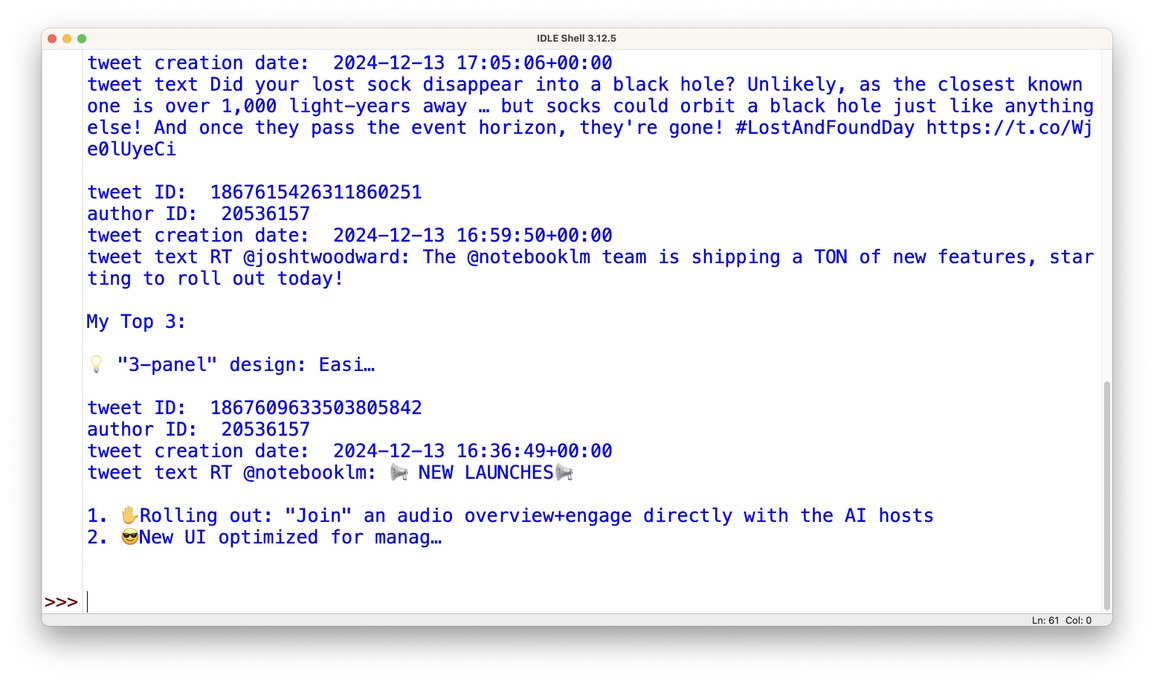 IDLE Shell 3.12.5
tweet creation date:  2024-12-13 17:05:06+00:00
tweet text Did your lost sock disappear into a black hole? Unlikely, as the closest known
one is over 1,000 light-years away … but socks could orbit a black hole just like anything
else! And once they pass the event horizon, they're gone! #LostAndFoundDay https://t.co/Wj
e0lUyeCi
tweet ID:  1867615426311860251
author ID:  20536157
tweet creation date:  2024-12-13 16:59:50+00:00
tweet text RT @joshtwoodward: The @notebooklm team is shipping a TON of new features, star
ting to roll out today!
My Top 3:
💡 "3-panel" design: Easi…
tweet ID:  1867609633503805842
author ID:  20536157
tweet creation date:  2024-12-13 16:36:49+00:00
tweet text RT @notebooklm: 📢 NEW LAUNCHES📢
1. ✋Rolling out: "Join" an audio overview+engage directly with the AI hosts
2. 😎New UI optimized for manag…
>>>
Ln: 61  Col: 0